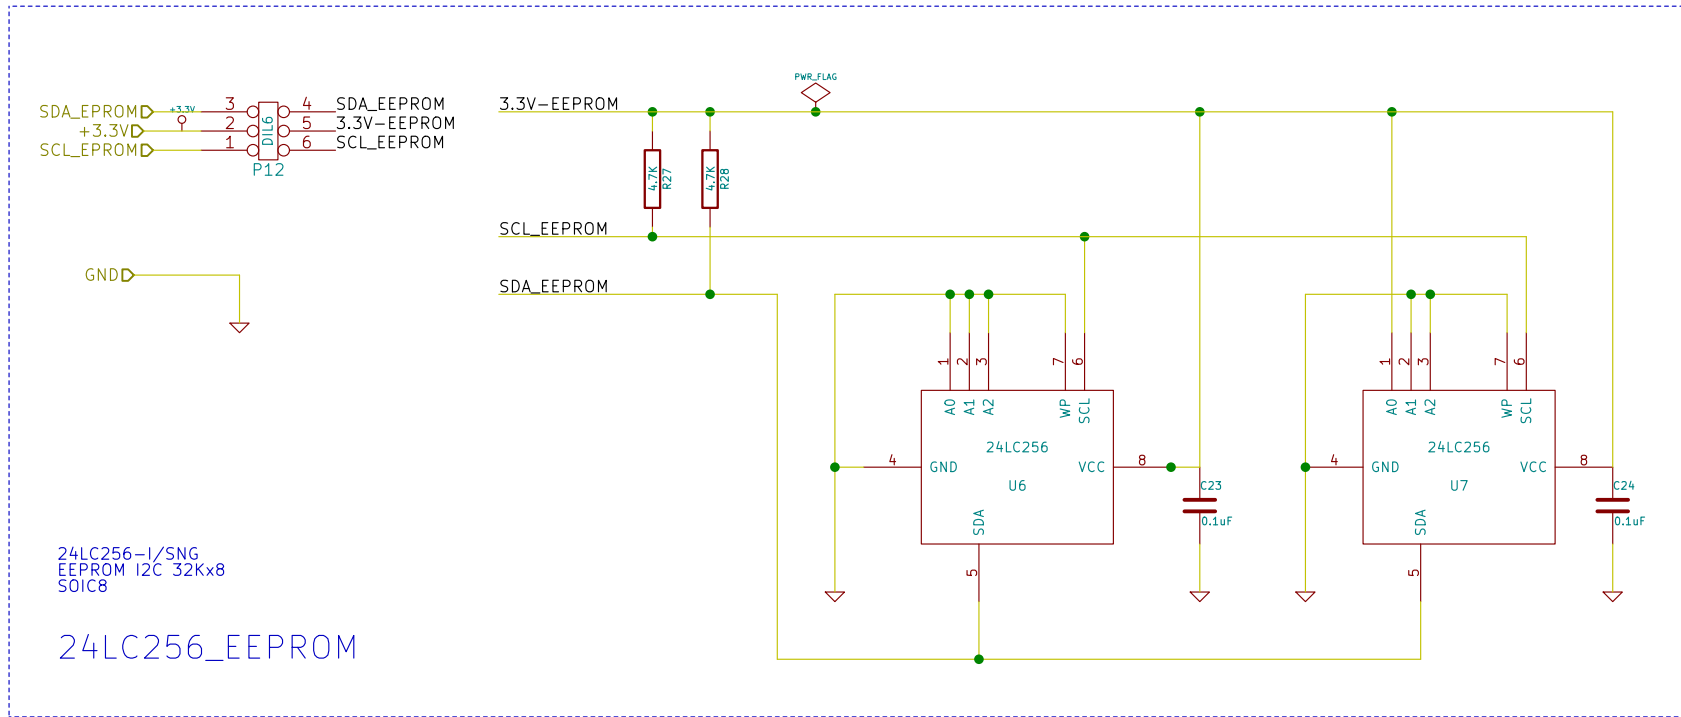 PWR_FLAG
SDA_EPROM +3.3V 3 4 SDA_EEPROM
+3.3V 2 5 3.3V-EEPROM
SCL_EPROM 1 6 SCL_EEPROM
DIL6
P12
3.3V-EEPROM
4.7K R27
4.7K R28
SCL_EEPROM
GND
SDA_EEPROM
1 2 3 7 6
A0 A1 A2 WP SCL
24LC256
4 GND VCC 8
U6
SDA
5
C23
0.1uF
1 2 3 7 6
A0 A1 A2 WP SCL
24LC256
4 GND VCC 8
U7
SDA
5
C24
0.1uF
24LC256-I/SNG
EEPROM I2C 32Kx8
SOIC8
24LC256_EEPROM